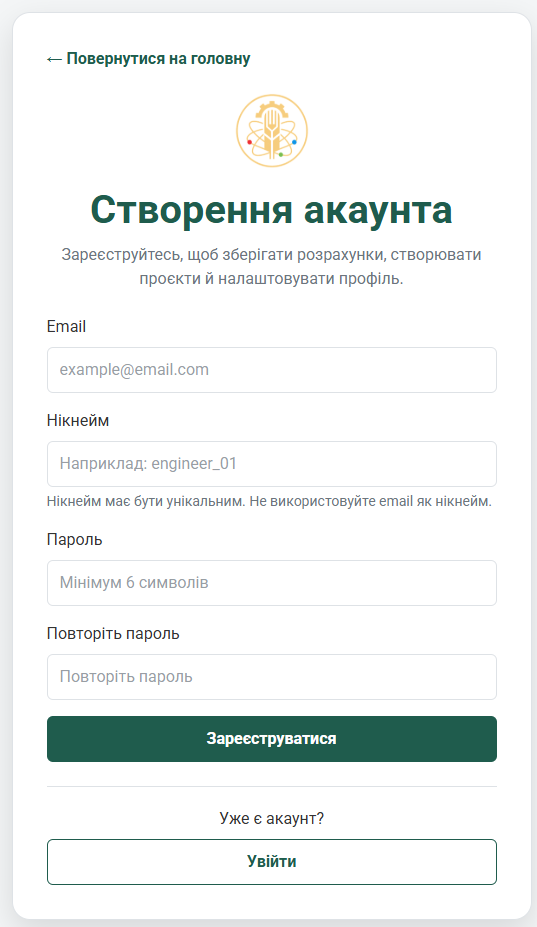 ← Повернутися на головну
Створення акаунта
Зареєструйтесь, щоб зберігати розрахунки, створювати
проєкти й налаштовувати профіль.
Email
example@email.com
Нікнейм
Наприклад: engineer_01
Нікнейм має бути унікальним. Не використовуйте email як нікнейм.
Пароль
Мінімум 6 символів
Повторіть пароль
Повторіть пароль
Зареєструватися
Уже є акаунт?
Увійти